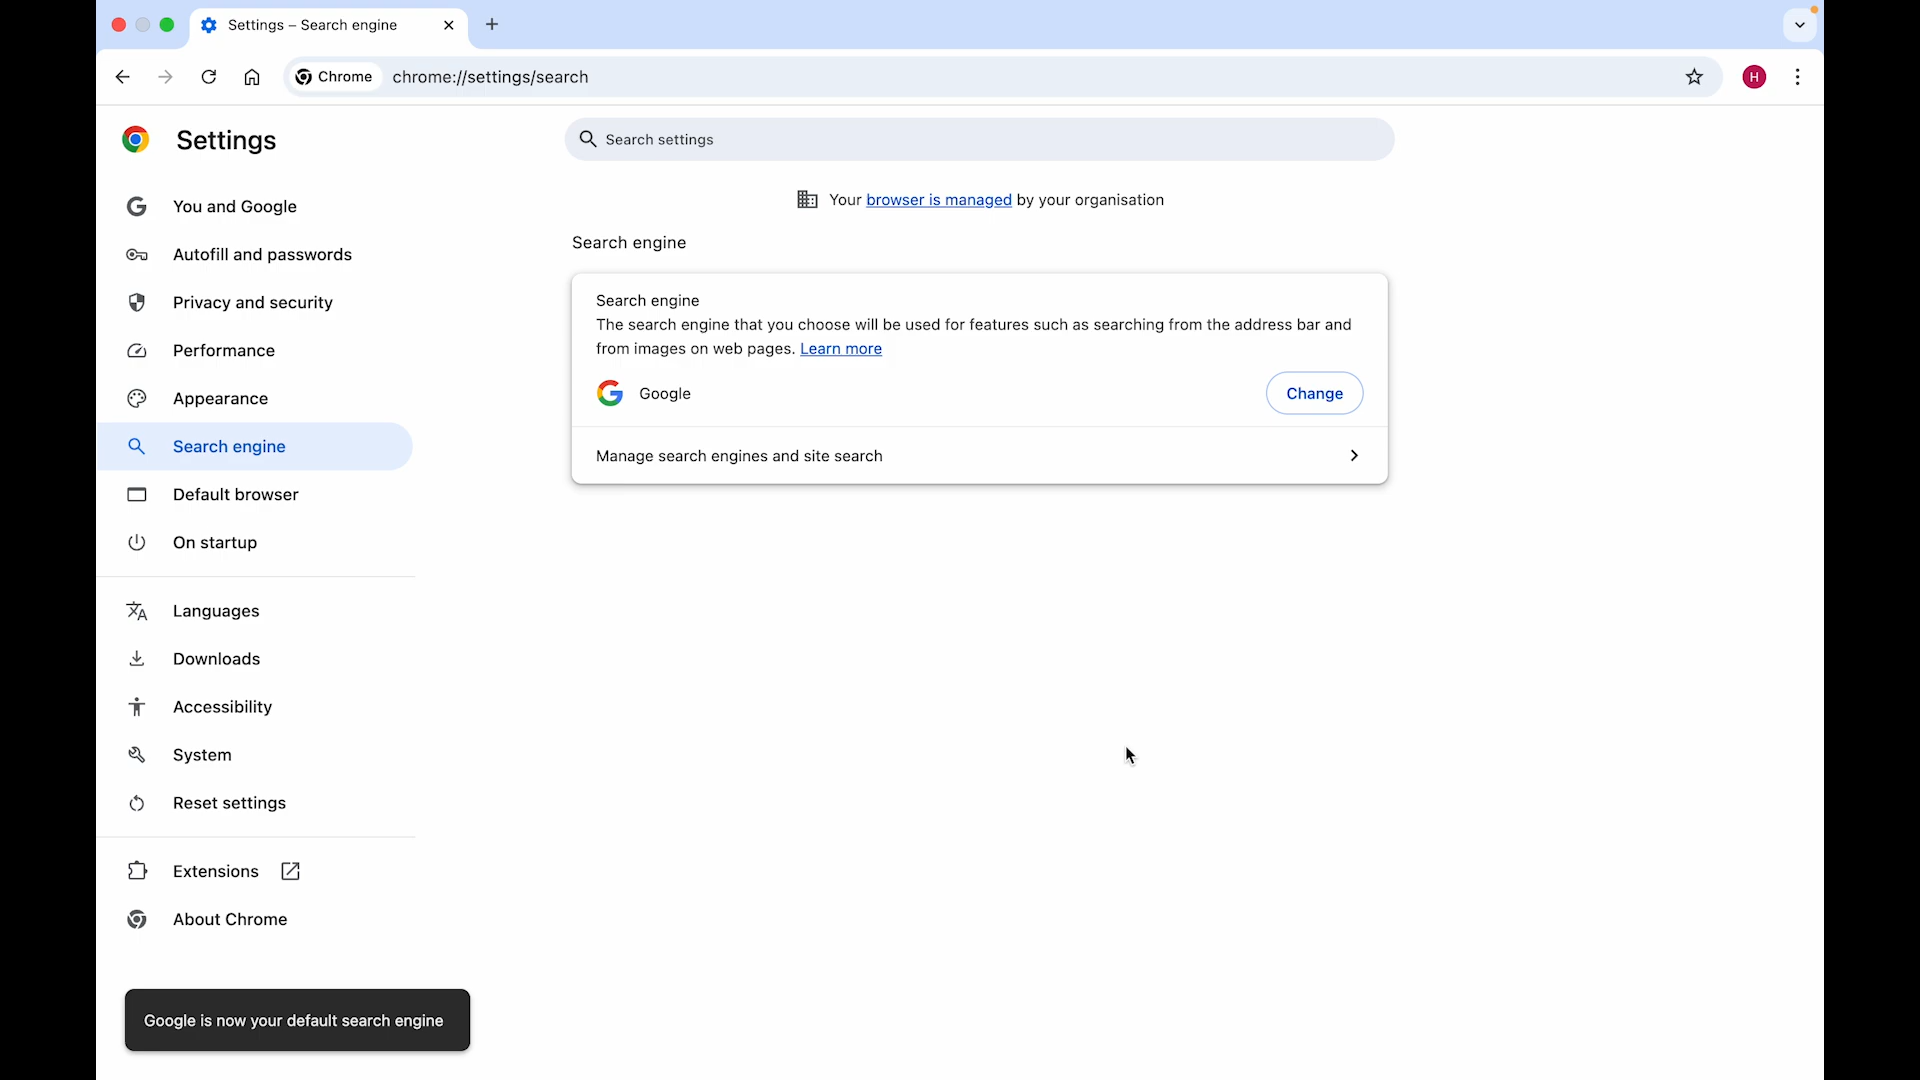 Settings – Search engine
Chrome
chrome://settings/search
H
Settings
Search settings
You and Google
Autofill and passwords
Privacy and security
Performance
Appearance
Search engine
Default browser
On startup
Languages
Downloads
Accessibility
System
Reset settings
Extensions
About Chrome
Your browser is managed by your organisation
Search engine
Search engine
The search engine that you choose will be used for features such as searching from the address bar and
from images on web pages. Learn more
Google
Change
Manage search engines and site search
Google is now your default search engine